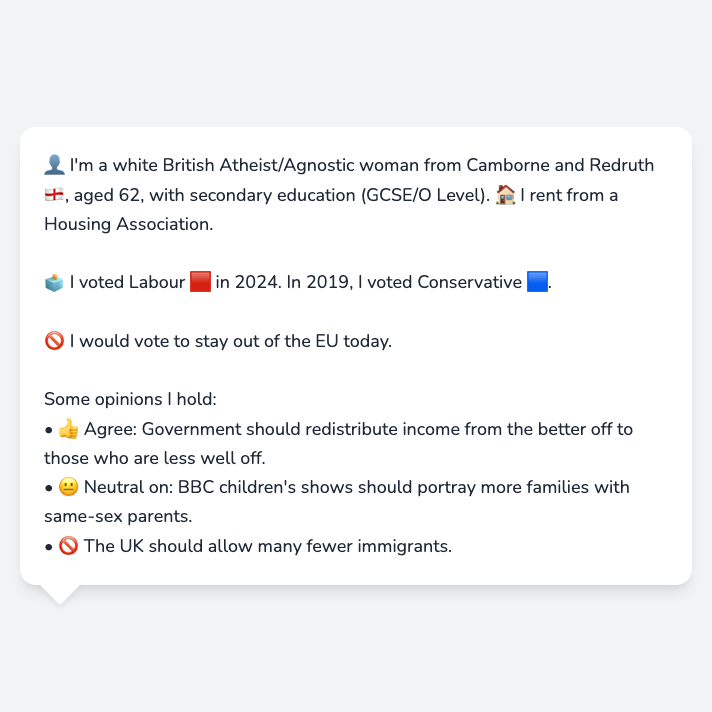 👤 I'm a white British Atheist/Agnostic woman from Camborne and Redruth
🏴󠁧󠁢󠁥󠁮󠁧󠁿, aged 62, with secondary education (GCSE/O Level). 🏠 I rent from a
Housing Association.
🗳️ I voted Labour 🟥 in 2024. In 2019, I voted Conservative 🟦.
🚫 I would vote to stay out of the EU today.
Some opinions I hold:
• 👍 Agree: Government should redistribute income from the better off to
those who are less well off.
• 😐 Neutral on: BBC children's shows should portray more families with
same-sex parents.
• 🚫 The UK should allow many fewer immigrants.